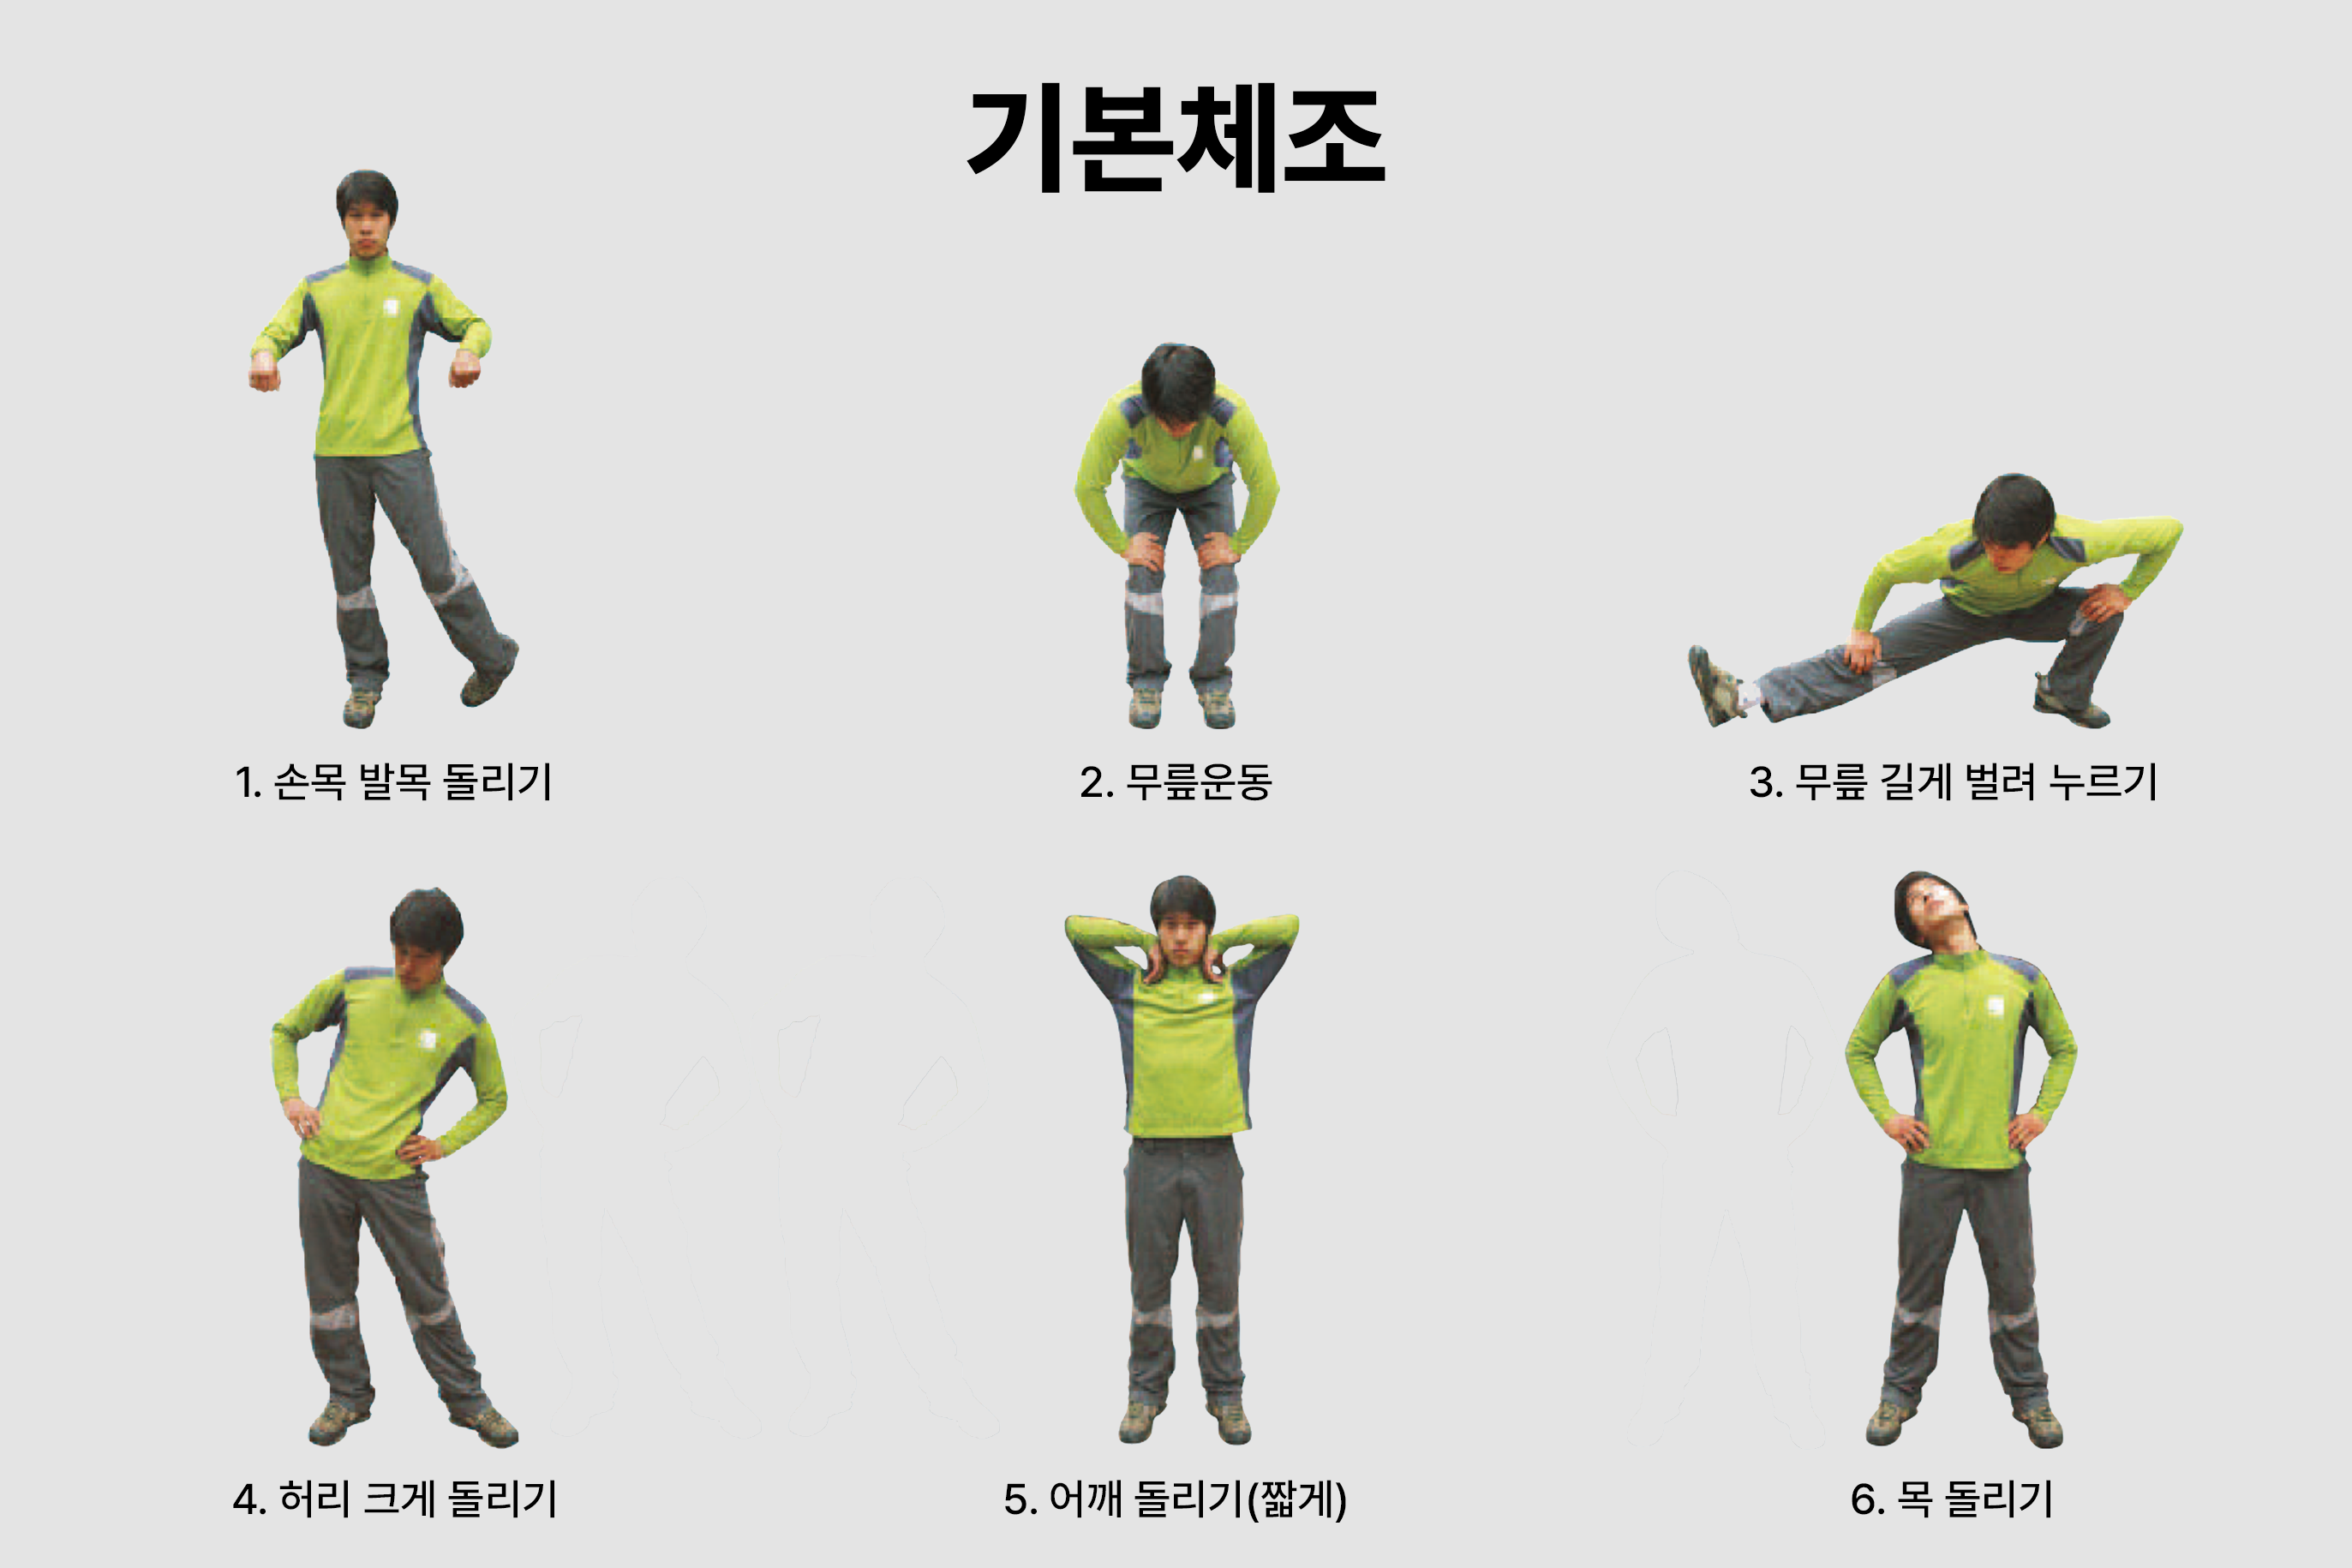 기본체조
1. 손목 발목 돌리기
2. 무릎운동
3. 무릎 길게 벌려 누르기
4. 허리 크게 돌리기
5. 어깨 돌리기(짧게)
6. 목 돌리기